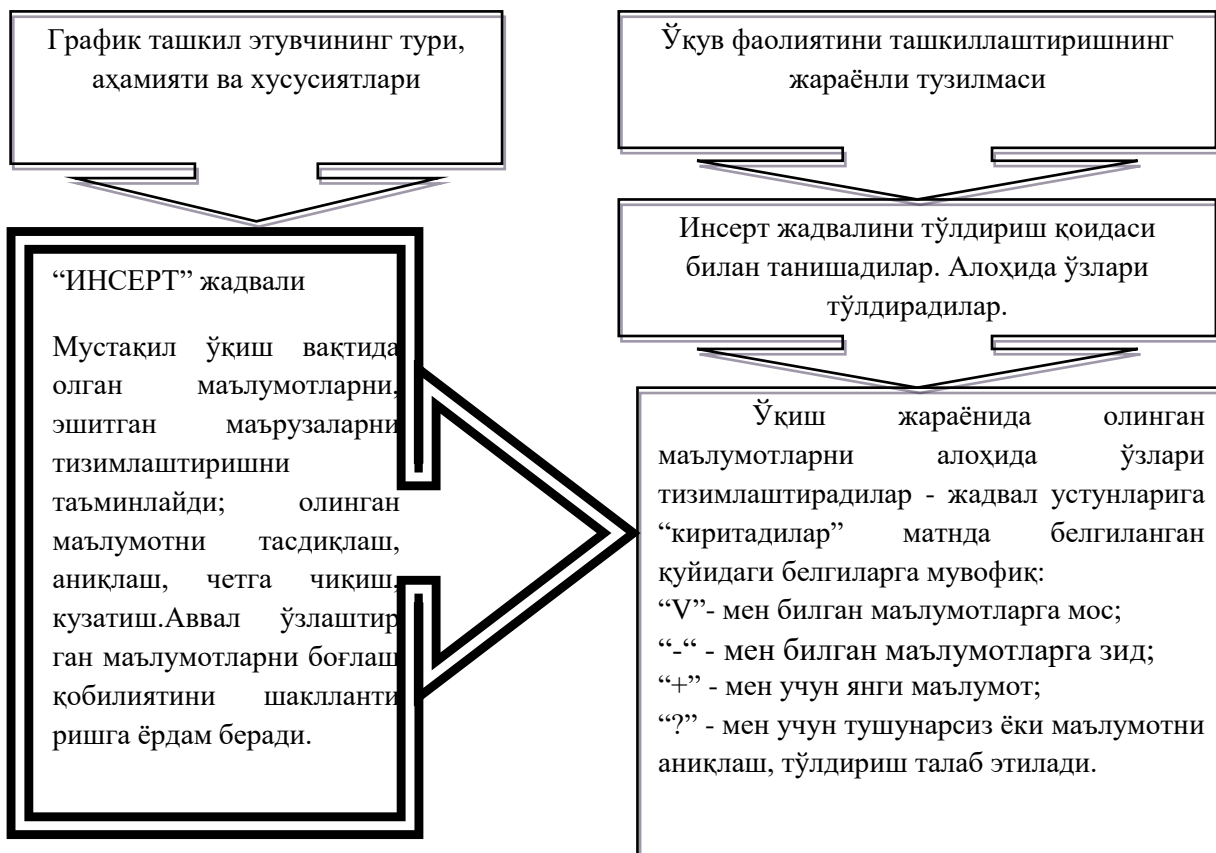 График ташкил этувчининг тури,
аҳамияти ва хусусиятлари
“ИНСЕРТ” жадвали
Мустақил ўқиш вақтида
олган маълумотларни,
эшитган маърузаларни
тизимлаштиришни
таъминлайди; олинган
маълумотни тасдиқлаш,
аниқлаш, четга чиқиш,
кузатиш.Аввал ўзлаштир
ган маълумотларни боғлаш
қобилиятини шакллантир
ришга ёрдам беради.
Ўқув фаолиятини ташкиллаштиришнинг
жараёнли тузилмаси
Инсерт жадвалини тўлдириш қоидаси
билан танишадилар. Алоҳида ўзлари
тўлдирадилар.
Ўқиш жараёнида олинган
маълумотларни алоҳида ўзлари
тизимлаштирадилар - жадвал устунларига
“киритадилар” матнда белгиланган
қуйидаги белгиларга мувофиқ:
“V”- мен билган маълумотларга мос;
“-“ - мен билган маълумотларга зид;
“+” - мен учун янги маълумот;
“?” - мен учун тушунарсиз ёки маълумотни
аниқлаш, тўлдириш талаб этилади.